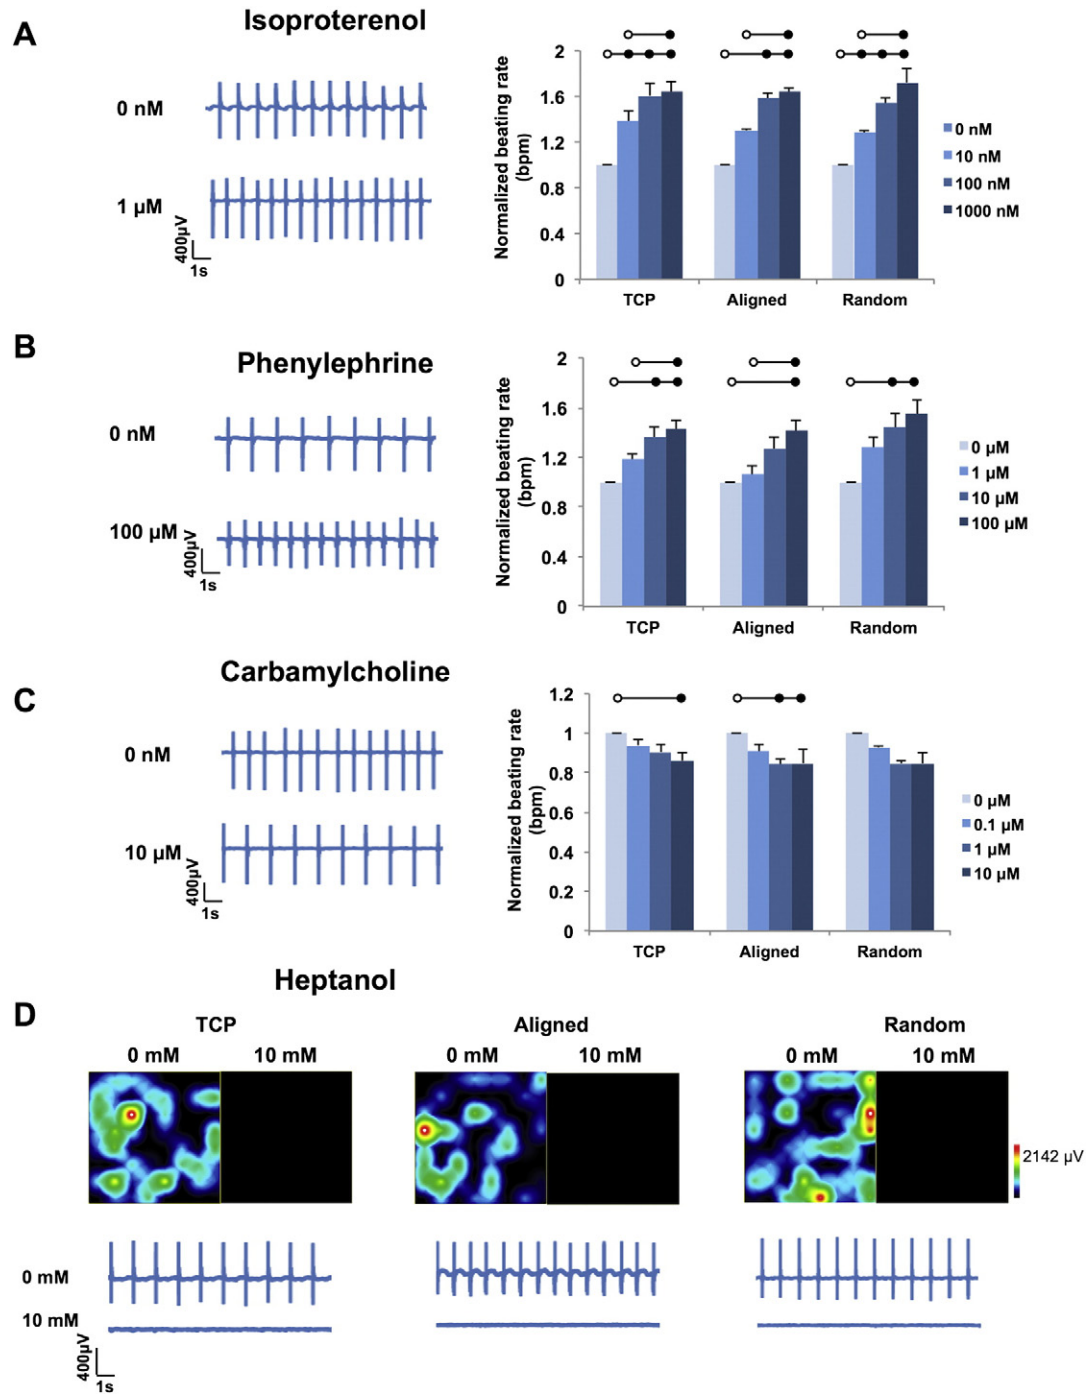 A
Isoproterenol
0 nM
1 µM
400µV
1s
Normalized beating rate
(bpm)
2
1.6
1.2
0.8
0.4
0
TCP
Aligned
Random
0 nM
10 nM
100 nM
1000 nM
B
Phenylephrine
0 nM
100 µM
400µV
1s
Normalized beating rate
(bpm)
2
1.6
1.2
0.8
0.4
0
TCP
Aligned
Random
0 µM
1 µM
10 µM
100 µM
C
Carbamylcholine
0 nM
10 µM
400µV
1s
Normalized beating rate
(bpm)
1.2
1
0.8
0.6
0.4
0.2
0
TCP
Aligned
Random
0 µM
0.1 µM
1 µM
10 µM
D
Heptanol
TCP
Aligned
Random
0 mM
10 mM
0 mM
10 mM
0 mM
10 mM
2142 µV
0 mM
10 mM
400µV
1s